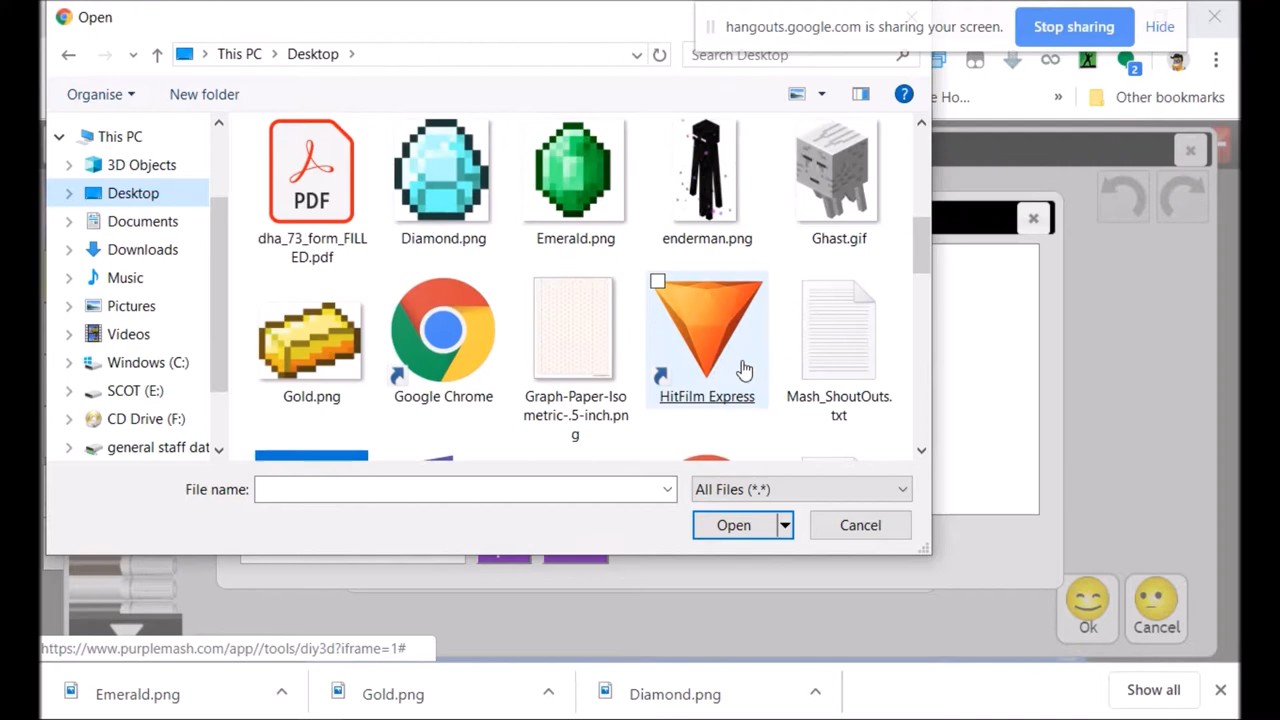 Open
hangouts.google.com is sharing your screen.
Stop sharing
Hide
This PC
Desktop
Search Desktop
Organise
New folder
2
e Ho...
»
Other bookmarks
This PC
3D Objects
Desktop
Documents
Downloads
Music
Pictures
Videos
Windows (C:)
SCOT (E:)
CD Drive (F:)
general staff dat
PDF
dha_73_form_FILL
ED.pdf
Diamond.png
Emerald.png
enderman.png
Ghast.gif
Gold.png
Google Chrome
Graph-Paper-Iso
metric-.5-inch.pn
g
HitFilm Express
Mash_ShoutOuts.
txt
File name:
All Files (*.*)
Open
Cancel
Ok
Cancel
https://www.purplemash.com/app//tools/diy3d?iframe=1#
Emerald.png
Gold.png
Diamond.png
Show all